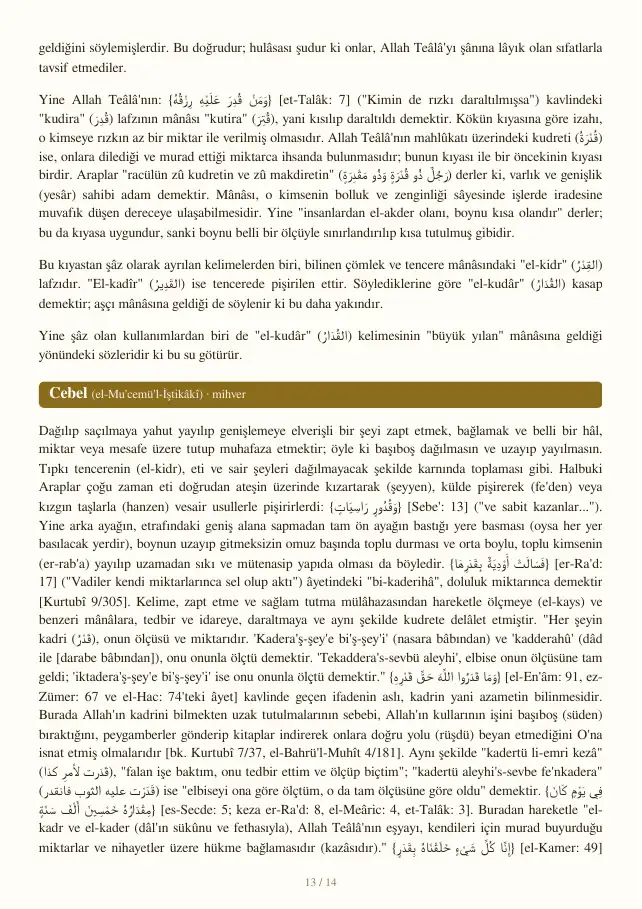 geldiğini söylemişlerdir. Bu doğrudur; hulâsası şudur ki onlar, Allah Teâlâ'yı şânına lâyık olan sıfatlarla
tavsif etmediler.
Yine Allah Teâlâ'nın: {وَمَنْ قُدِرَ عَلَيْهِ رِزْقُهُ} [et-Talâk: 7] ("Kimin de rızkı daraltılmışsa") kavlindeki
"kudira" (قُدِرَ) lafzının mânâsı "kutira" (قُتِرَ), yani kısılıp daraltıldı demektir. Kökün kıyasına göre izahı,
o kimseye rızkın az bir miktar ile verilmiş olmasıdır. Allah Teâlâ'nın mahlûkatı üzerindeki kudreti (قُدْرَةُ)
ise, onlara dilediği ve murad ettiği miktarca ihsanda bulunmasıdır; bunun kıyası ile bir öncekinin kıyası
birdir. Araplar "racülün zû kudretin ve zû makdiretin" (رَجُلٌ ذُو قُدْرَةٍ وَذُو مَقْدِرَةٍ) derler ki, varlık ve genişlik
(yesâr) sahibi adam demektir. Mânâsı, o kimsenin bolluk ve zenginliği sâyesinde işlerde iradesine
muvafık düşen dereceye ulaşabilmesidir. Yine "insanlardan el-akder olanı, boynu kısa olandır" derler;
bu da kıyasa uygundur, sanki boynu belli bir ölçüyle sınırlandırılıp kısa tutulmuş gibidir.
Bu kıyastan şâz olarak ayrılan kelimelerden biri, bilinen çömlek ve tencere mânâsındaki "el-kidr" (القِدْرُ)
lafzıdır. "El-kadîr" (القَدِيرُ) ise tencerede pişirilen ettir. Söylediklerine göre "el-kudâr" (القُدَارُ) kasap
demektir; aşçı mânâsına geldiği de söylenir ki bu daha yakındır.
Yine şâz olan kullanımlardan biri de "el-kudâr" (القُدَارُ) kelimesinin "büyük yılan" mânâsına geldiği
yönündeki sözleridir ki bu su götürür.
Cebel (el-Mu'cemü'l-İştikâkî) · mihver
Dağılıp saçılmaya yahut yayılıp genişlemeye elverişli bir şeyi zapt etmek, bağlamak ve belli bir hâl,
miktar veya mesafe üzere tutup muhafaza etmektir; öyle ki başıboş dağılmasın ve uzayıp yayılmasın.
Tıpkı tencerenin (el-kidr), eti ve sair şeyleri dağılmayacak şekilde karnında toplaması gibi. Halbuki
Araplar çoğu zaman eti doğrudan ateşin üzerinde kızartarak (şeyyen), külde pişirerek (fe'den) veya
kızgın taşlarla (hanzen) vesair usullerle pişirirlerdi: {وَقُدُورٍ رَاسِيَاتٍ} [Sebe': 13] ("ve sabit kazanlar...").
Yine arka ayağın, etrafındaki geniş alana sapmadan tam ön ayağın bastığı yere basması (oysa her yer
basılacak yerdir), boynun uzayıp gitmeksizin omuz başında toplu durması ve orta boylu, toplu kimsenin
(er-rab'a) yayılıp uzamadan sıkı ve mütenasip yapıda olması da böyledir. {فَسَالَتْ أَوْدِيَةٌ بِقَدَرِهَا} [er-Ra'd:
17] ("Vadiler kendi miktarlarınca sel olup aktı") âyetindeki "bi-kaderihâ", doluluk miktarınca demektir
[Kurtubî 9/305]. Kelime, zapt etme ve sağlam tutma mülâhazasından hareketle ölçmeye (el-kays) ve
benzeri mânâlara, tedbir ve idareye, daraltmaya ve aynı şekilde kudrete delâlet etmiştir. "Her şeyin
kadri (قَدْرُ), onun ölçüsü ve miktarıdır. 'Kadera'ş-şey'e bi'ş-şey'i' (nasara bâbından) ve 'kadderahû' (dâd
ile [darabe bâbından]), onu onunla ölçtü demektir. 'Tekaddera's-sevbü aleyhi', elbise onun ölçüsüne tam
geldi; 'iktadera'ş-şey'e bi'ş-şey'i' ise onu onunla ölçtü demektir." {وَمَا قَدَرُوا اللَّهَ حَقَّ قَدْرِهِ} [el-En'âm: 91, ez-
Zümer: 67 ve el-Hac: 74'teki âyet] kavlinde geçen ifadenin aslı, kadrin yani azametin bilinmesidir.
Burada Allah'ın kadrini bilmekten uzak tutulmalarının sebebi, Allah'ın kullarının işini başıboş (süden)
bıraktığını, peygamberler gönderip kitaplar indirerek onlara doğru yolu (rüşdü) beyan etmediğini O'na
isnat etmiş olmalarıdır [bk. Kurtubî 7/37, el-Bahrü'l-Muhît 4/181]. Aynı şekilde "kadertü li-emri kezâ"
(قدرت لأمر كذا), "falan işe baktım, onu tedbir ettim ve ölçüp biçtim"; "kadertü aleyhi's-sevbe fe'nkadera"
(قَدَرَت عليه الثوب فانقدر) ise "elbiseyi ona göre ölçtüm, o da tam ölçüsüne göre oldu" demektir. {فِي يَوْمٍ كَانَ
مِقْدَارُهُ خَمْسِينَ أَلْفَ سَنَةٍ} [es-Secde: 5; keza er-Ra'd: 8, el-Meâric: 4, et-Talâk: 3]. Buradan hareketle "el-
kadr ve el-kader (dâl'ın sükûnu ve fethasıyla), Allah Teâlâ'nın eşyayı, kendileri için murad buyurduğu
miktarlar ve nihayetler üzere hükme bağlamasıdır (kazâsıdır)." {إِنَّا كُلَّ شَيْءٍ خَلَقْنَاهُ بِقَدَرٍ} [el-Kamer: 49]
13 / 14